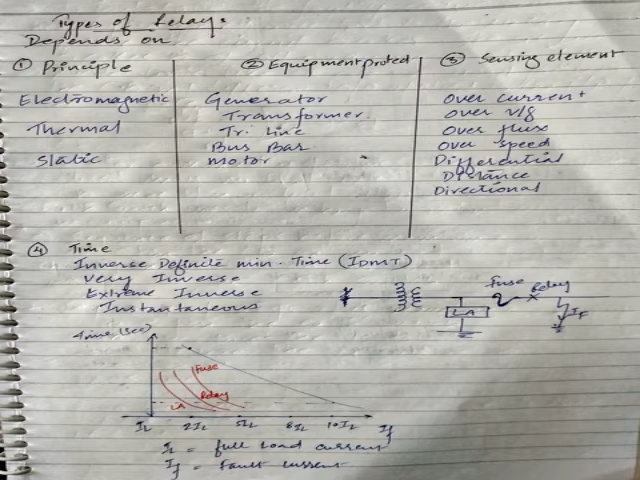 Types of Relay:
Depends on
① Principle
Electromagnetic
Thermal
Static
② Equipment proted
Generator
Transformer
Tr. Line
Bus Bar
Motor
③ Sensing element
Over current
Over v/g
Over flux
Over speed
Differential
Distance
Directional
④ Time
Inverse Definite min. Time (IDMT)
Very Inverse
Extreme Inverse
Instantaneous
Fuse Relay
L.A
If
Time (sec)
Fuse
Relay
LA
IL 2IL 5IL 8IL 10IL If
IL = full Load current
If = Fault current